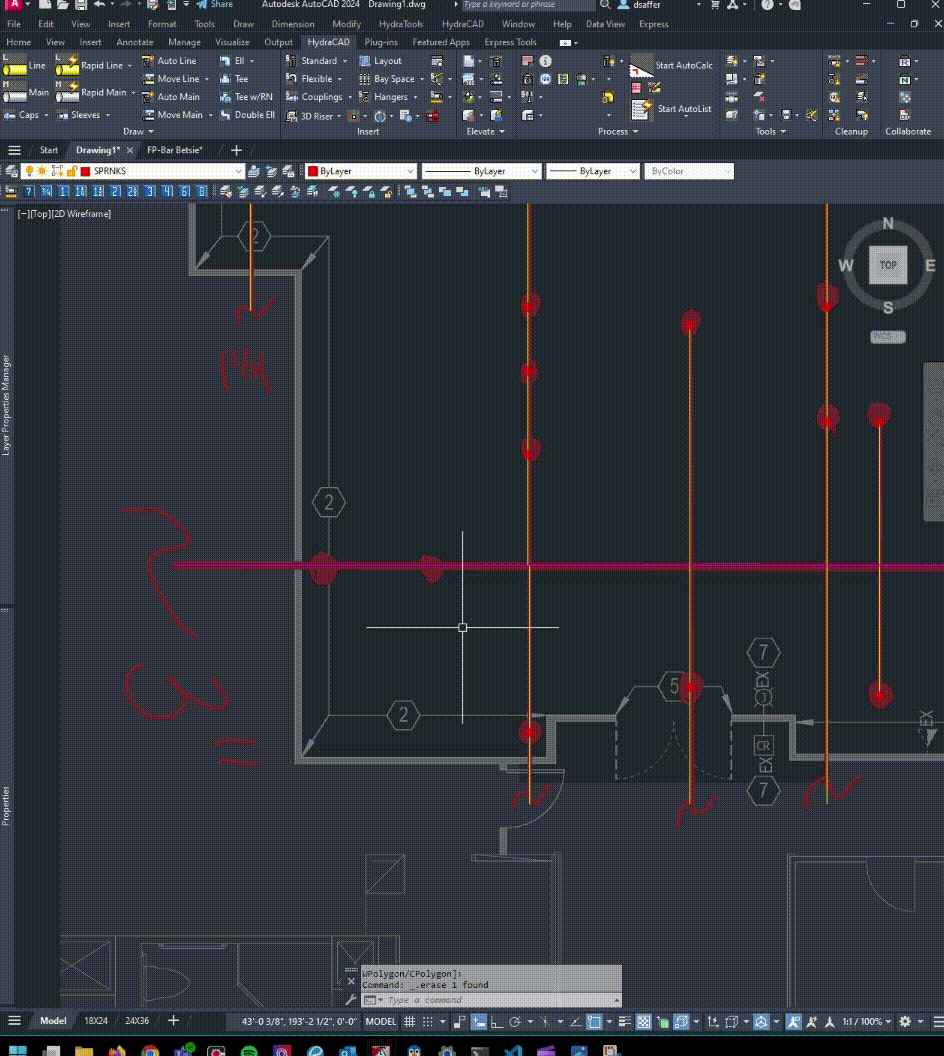 Share Autodesk AutoCAD 2024 Drawing1.dwg Type a keyword or phrase dsaffer
File Edit View Insert Format Tools Draw Dimension Modify HydraTools HydraCAD Window Help Data View Express
Home View Insert Annotate Manage Visualize Output HydraCAD Plug-ins Featured Apps Express Tools
Line Rapid Line Auto Line Ell Standard Layout Start AutoCalc
Move Line Tee Flexible Bay Space
Main Rapid Main Auto Main Tee w/RN Couplings Hangers Start AutoList
Caps Sleeves Move Main Double Ell 3D Riser
Draw Insert Elevate Process Tools Cleanup Collaborate
Start Drawing1* FP-Bar Betsie*
SPRNKS ByLayer ByLayer ByLayer ByColor
[−][Top][2D Wireframe]
N
2
W TOP E
S
WCS
Layer Properties Manager
2
7
EX
5
J
2
EX
CR
EX
7
Properties
WPolygon/CPolygon]:
Command: _.erase 1 found
Type a command
Model 18X24 24X36 43'-0 3/8", 193'-2 1/2", 0'-0" MODEL 1:1 / 100%